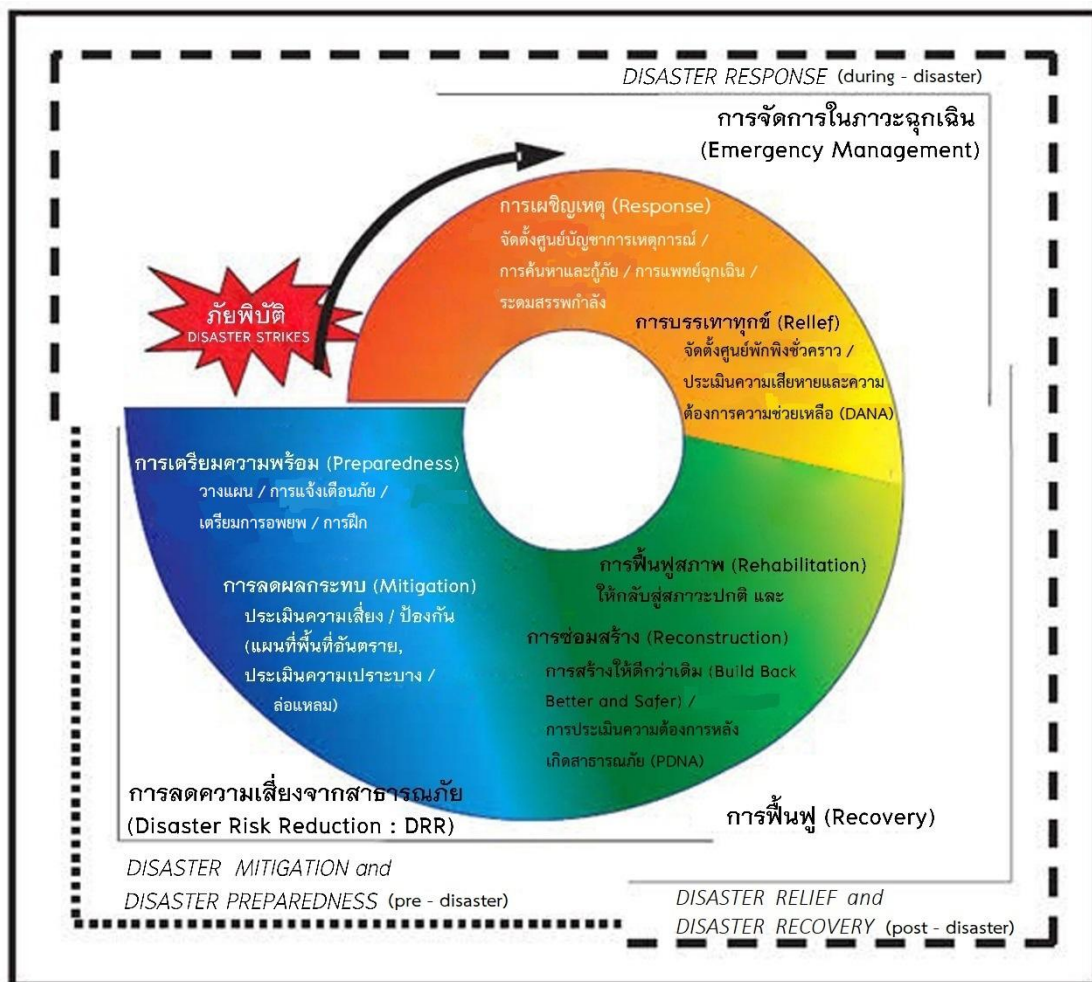 DISASTER RESPONSE (during - disaster)
การจัดการในภาวะฉุกเฉิน
(Emergency Management)
การเผชิญเหตุ (Response)
จัดตั้งศูนย์บัญชาการเหตุการณ์ /
การค้นหาและกู้ภัย / การแพทย์ฉุกเฉิน /
ระดมสรรพกำลัง
ภัยพิบัติ
DISASTER STRIKES
การบรรเทาทุกข์ (Rellef)
จัดตั้งศูนย์พักพิงชั่วคราว /
ประเมินความเสียหายและความ
ต้องการความช่วยเหลือ (DANA)
การเตรียมความพร้อม (Preparedness)
วางแผน / การแจ้งเตือนภัย /
เตรียมการอพยพ / การฝึก
การลดผลกระทบ (Mitigation)
ประเมินความเสี่ยง / ป้องกัน
(แผนที่พื้นที่อันตราย,
ประเมินความเปราะบาง /
ล่อแหลม)
การฟื้นฟูสภาพ (Rehabilitation)
ให้กลับสู่สภาวะปกติ และ
การซ่อมสร้าง (Reconstruction)
การสร้างให้ดีกว่าเดิม (Build Back
Better and Safer) /
การประเมินความต้องการหลัง
เกิดสาธารณภัย (PDNA)
การลดความเสี่ยงจากสาธารณภัย
(Disaster Risk Reduction : DRR)
การฟื้นฟู (Recovery)
DISASTER MITIGATION and
DISASTER PREPAREDNESS (pre - disaster)
DISASTER RELIEF and
DISASTER RECOVERY (post - disaster)